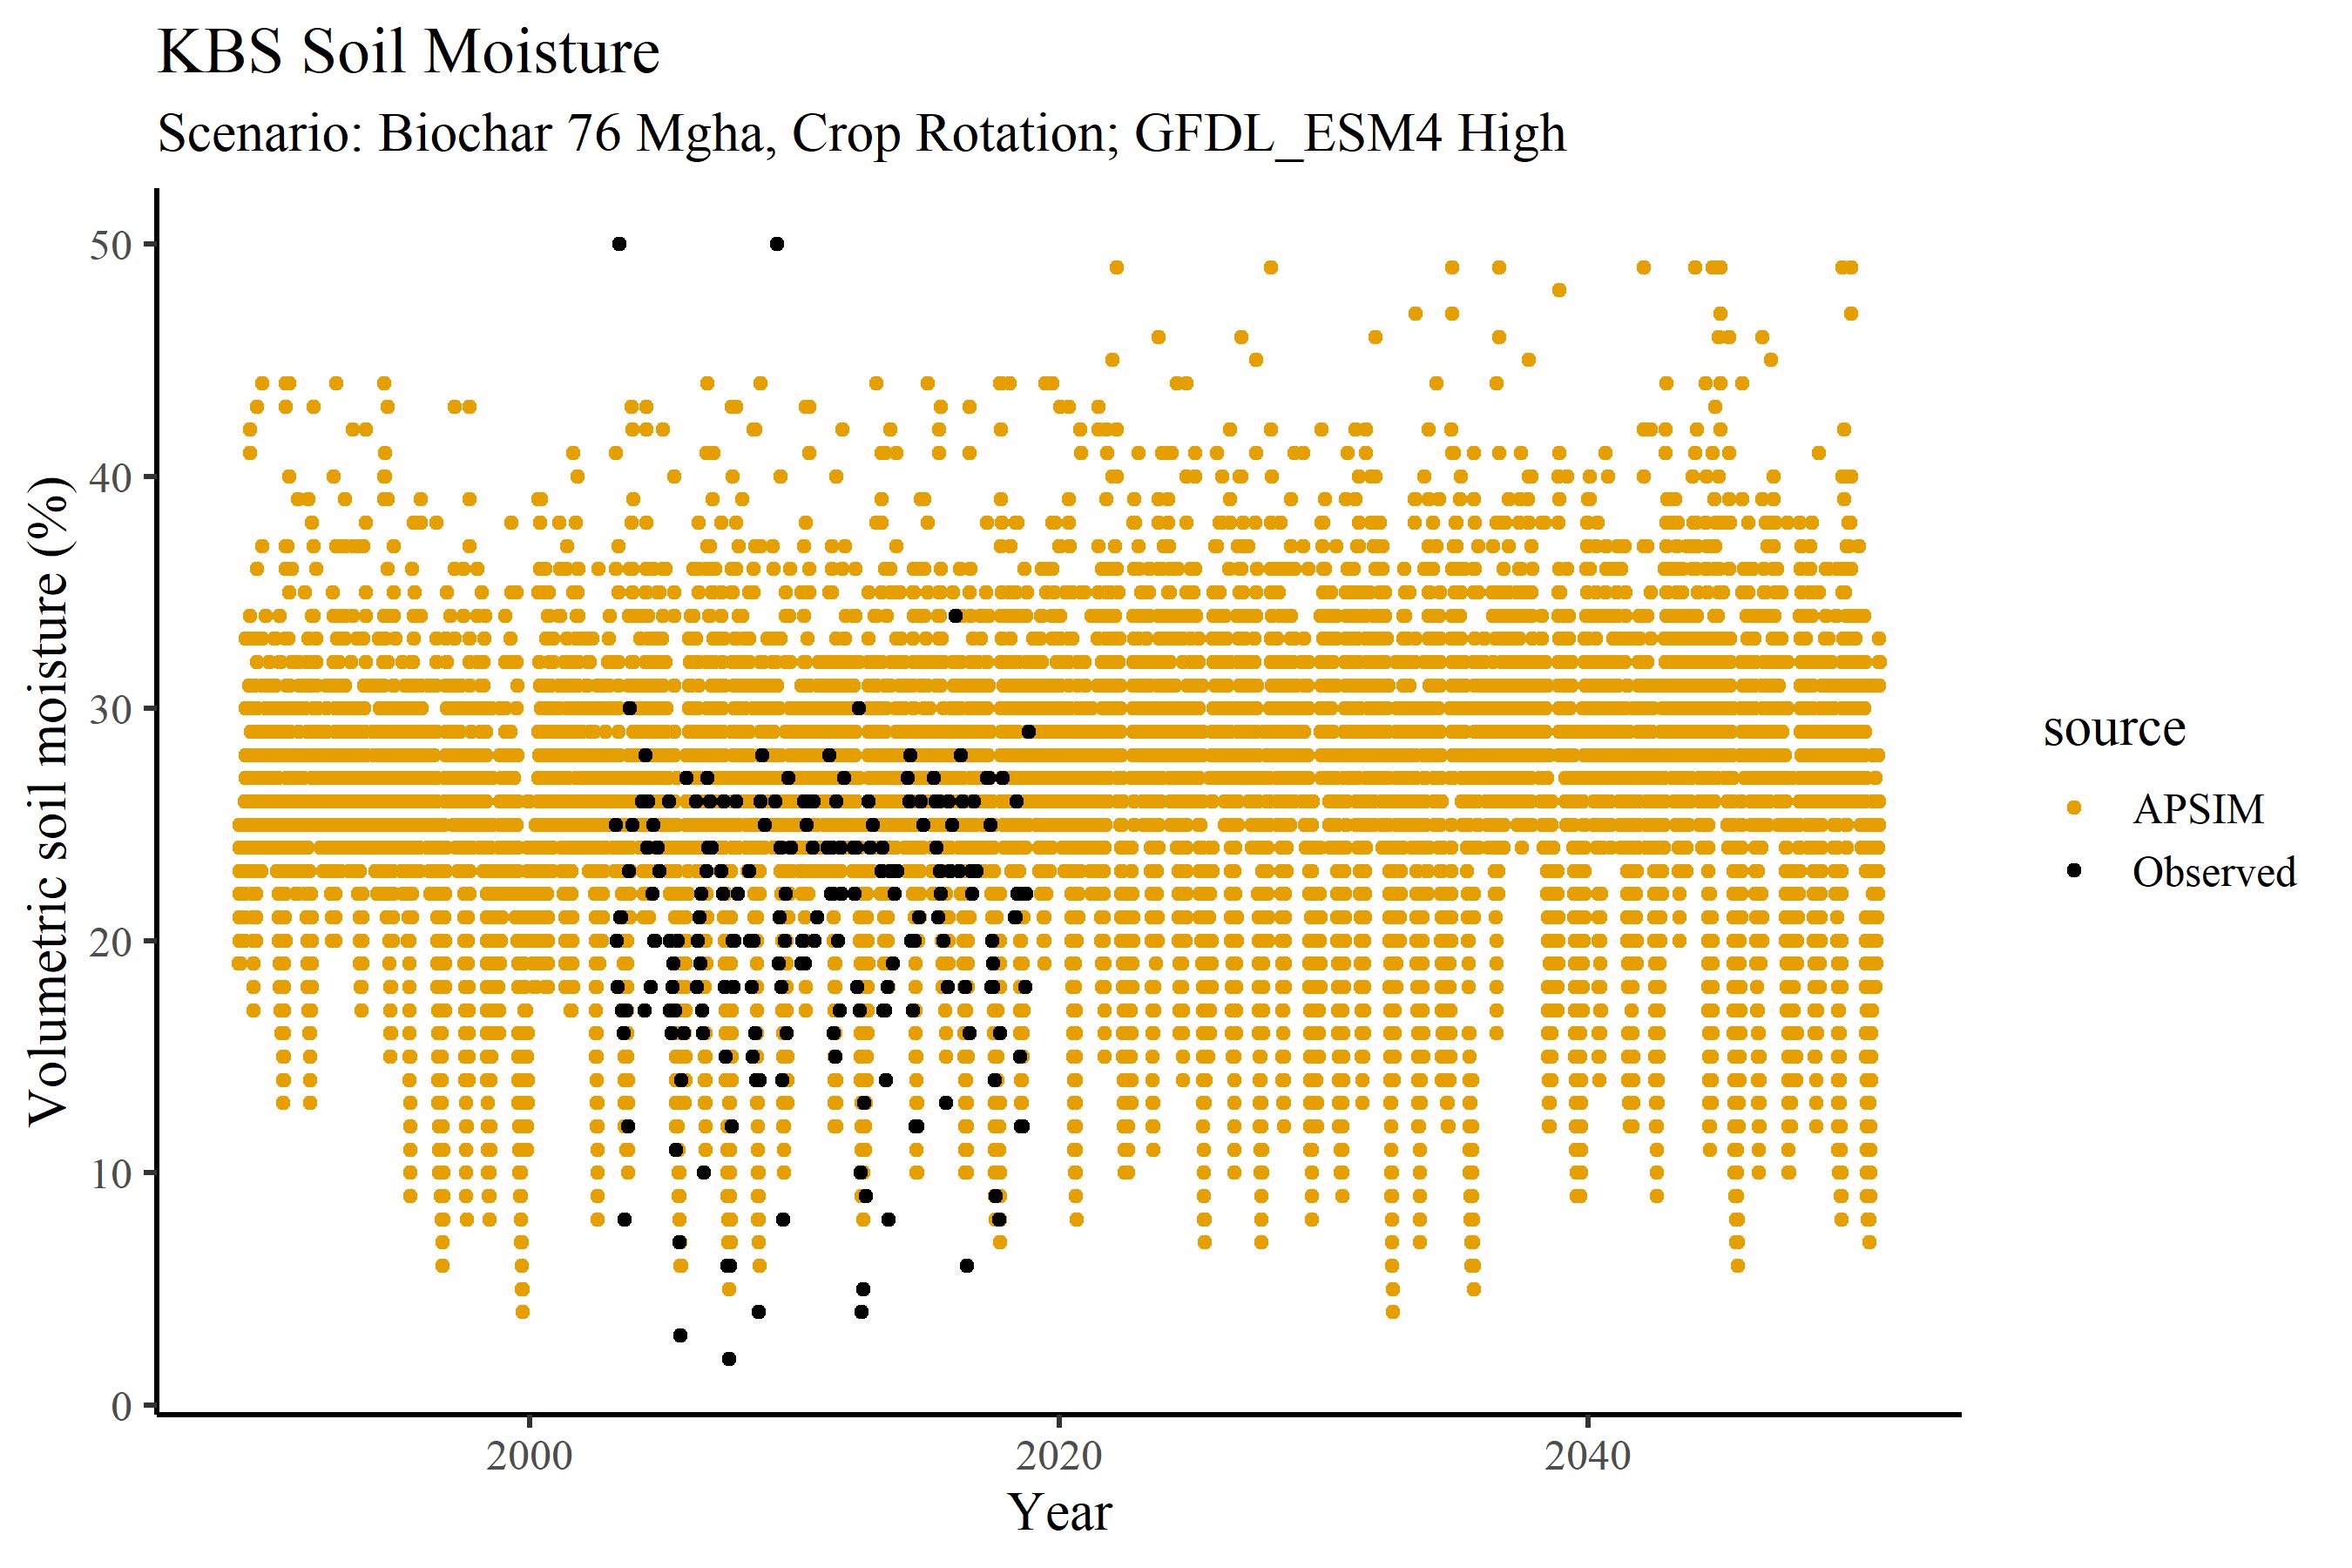 KBS Soil Moisture
Scenario: Biochar 76 Mgha, Crop Rotation; GFDL_ESM4 High
Volumetric soil moisture (%)
50
40
30
20
10
0
2000
2020
2040
Year
source
APSIM
Observed